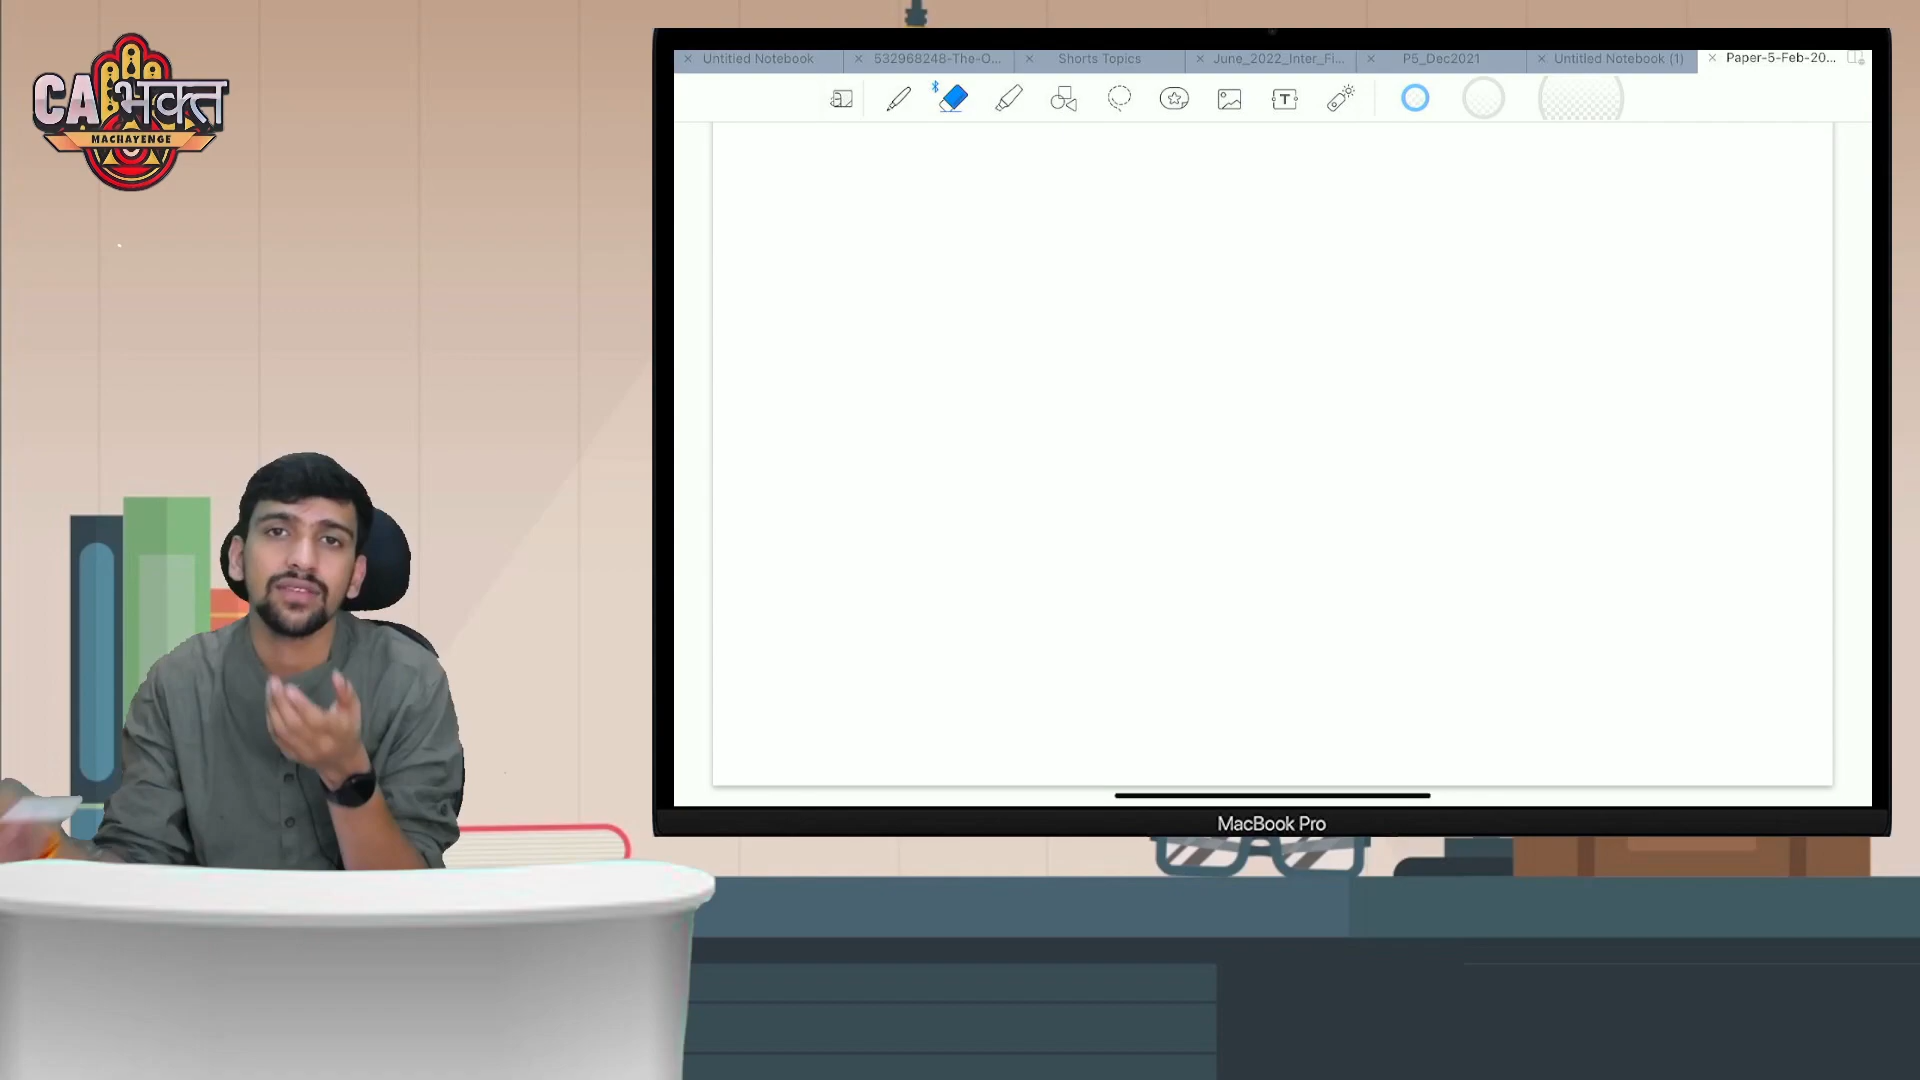 CA भक्त
MACHAYENGE
Untitled Notebook
532968248-The-O...
Shorts Topics
June_2022_Inter_Fi...
P5_Dec2021
Untitled Notebook (1)
Paper-5-Feb-20...
T
MacBook Pro